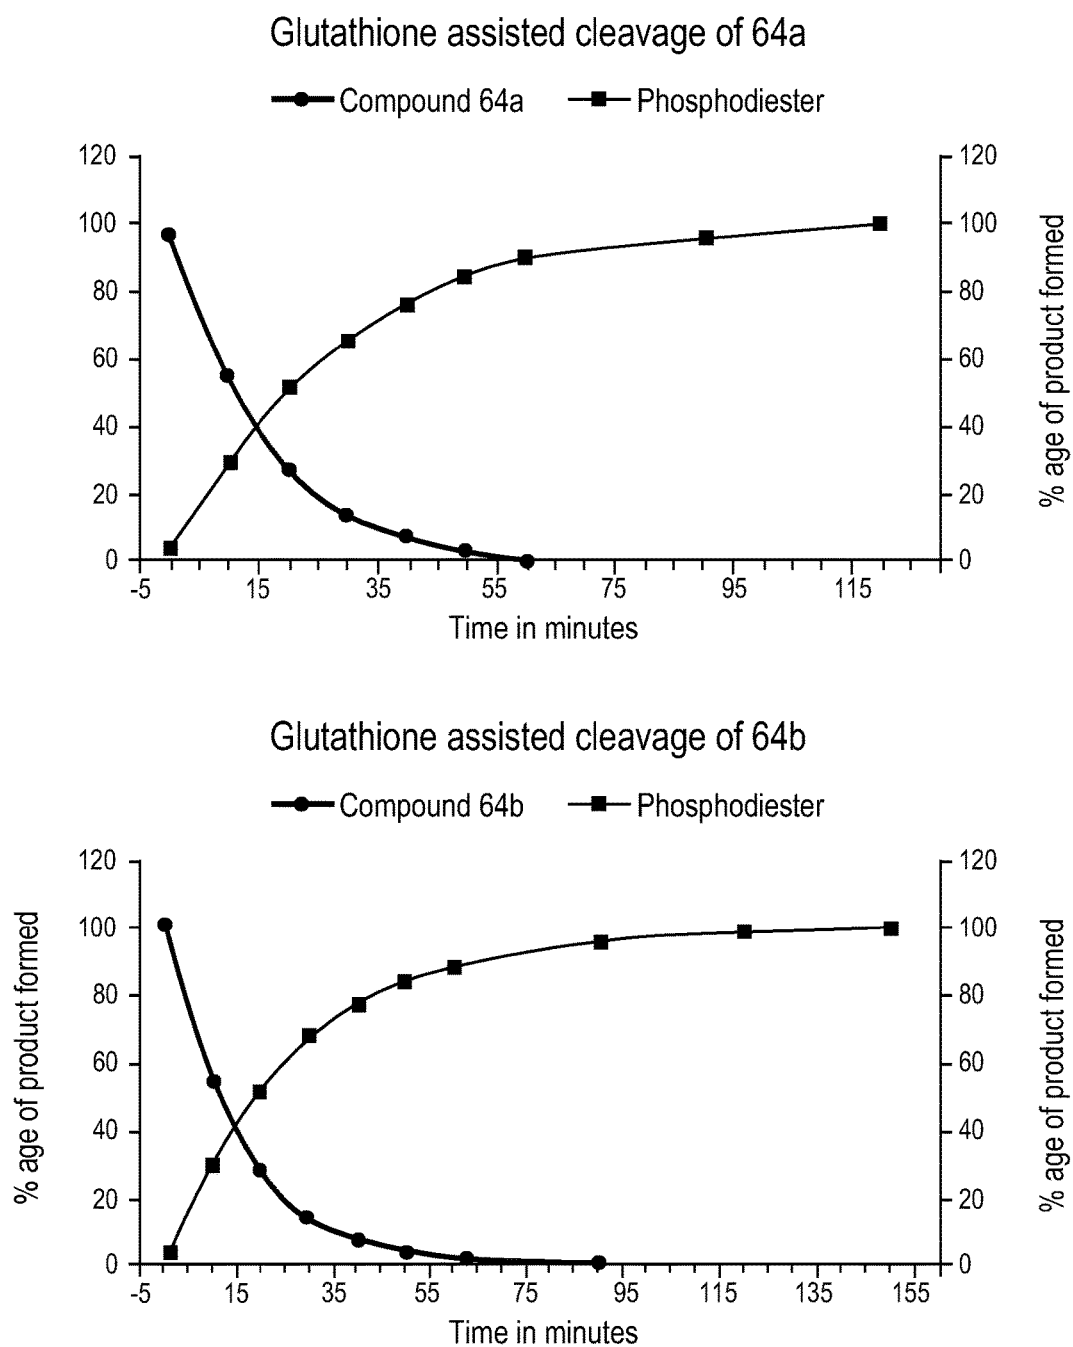 Glutathione assisted cleavage of 64a
Compound 64a Phosphodiester
120 120
100 100
80 80
60 60
40 40
20 20
0 0
% age of product formed
-5 15 35 55 75 95 115
Time in minutes
Glutathione assisted cleavage of 64b
Compound 64b Phosphodiester
% age of product formed
120 120
100 100
80 80
60 60
40 40
20 20
0 0
% age of product formed
-5 15 35 55 75 95 115 135 155
Time in minutes